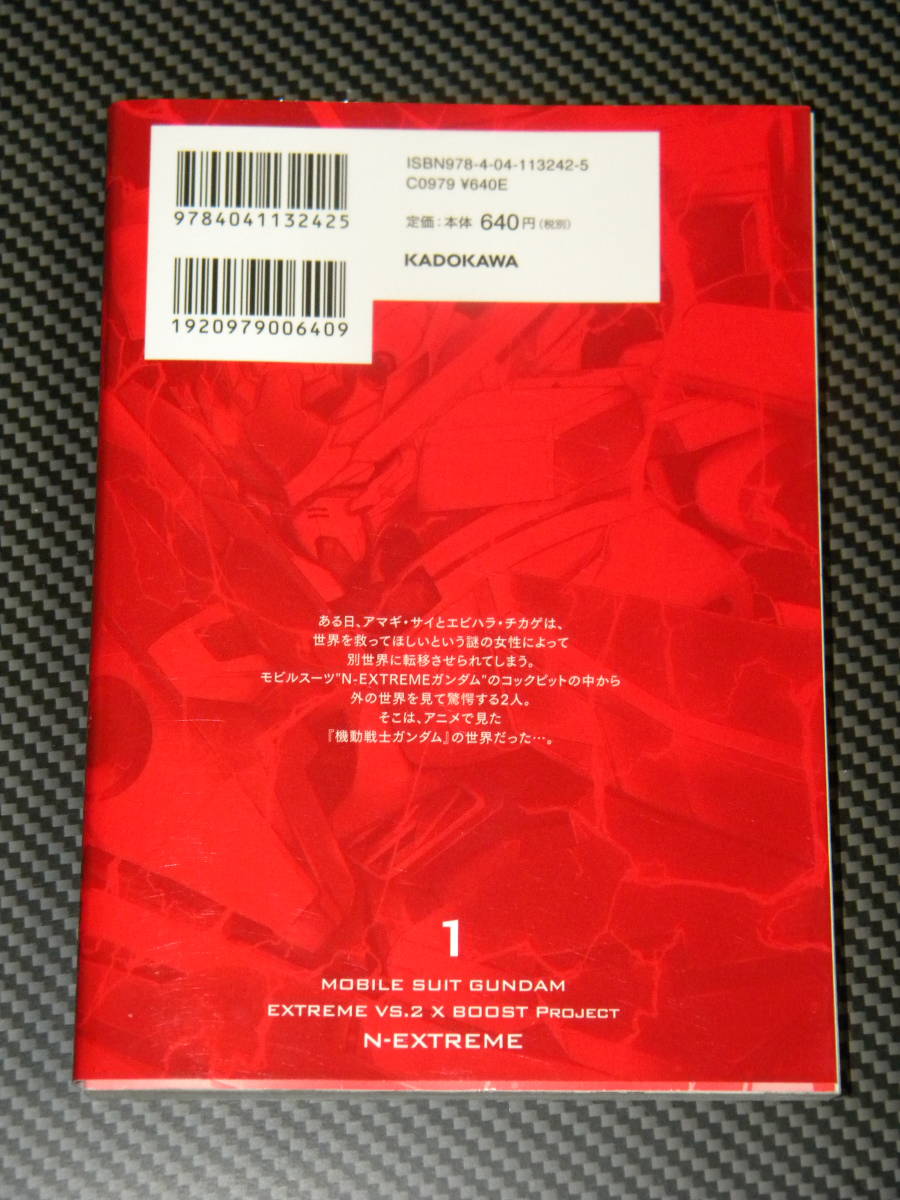 9784041132425
1920979006409
ISBN978-4-04-113242-5
C0979 ¥640E
定価:本体 640円(税別)
KADOKAWA
ある日、アマギ・サイとエビハラ・チカゲは、
世界を救ってほしいという謎の女性によって
別世界に転移させられてしまう。
モビルスーツ"N-EXTREMEガンダム"のコックピットの中から
外の世界を見て驚愕する2人。
そこは、アニメで見た
『機動戦士ガンダム』の世界だった…。
1
MOBILE SUIT GUNDAM
EXTREME VS.2 X BOOST PROJECT
N-EXTREME